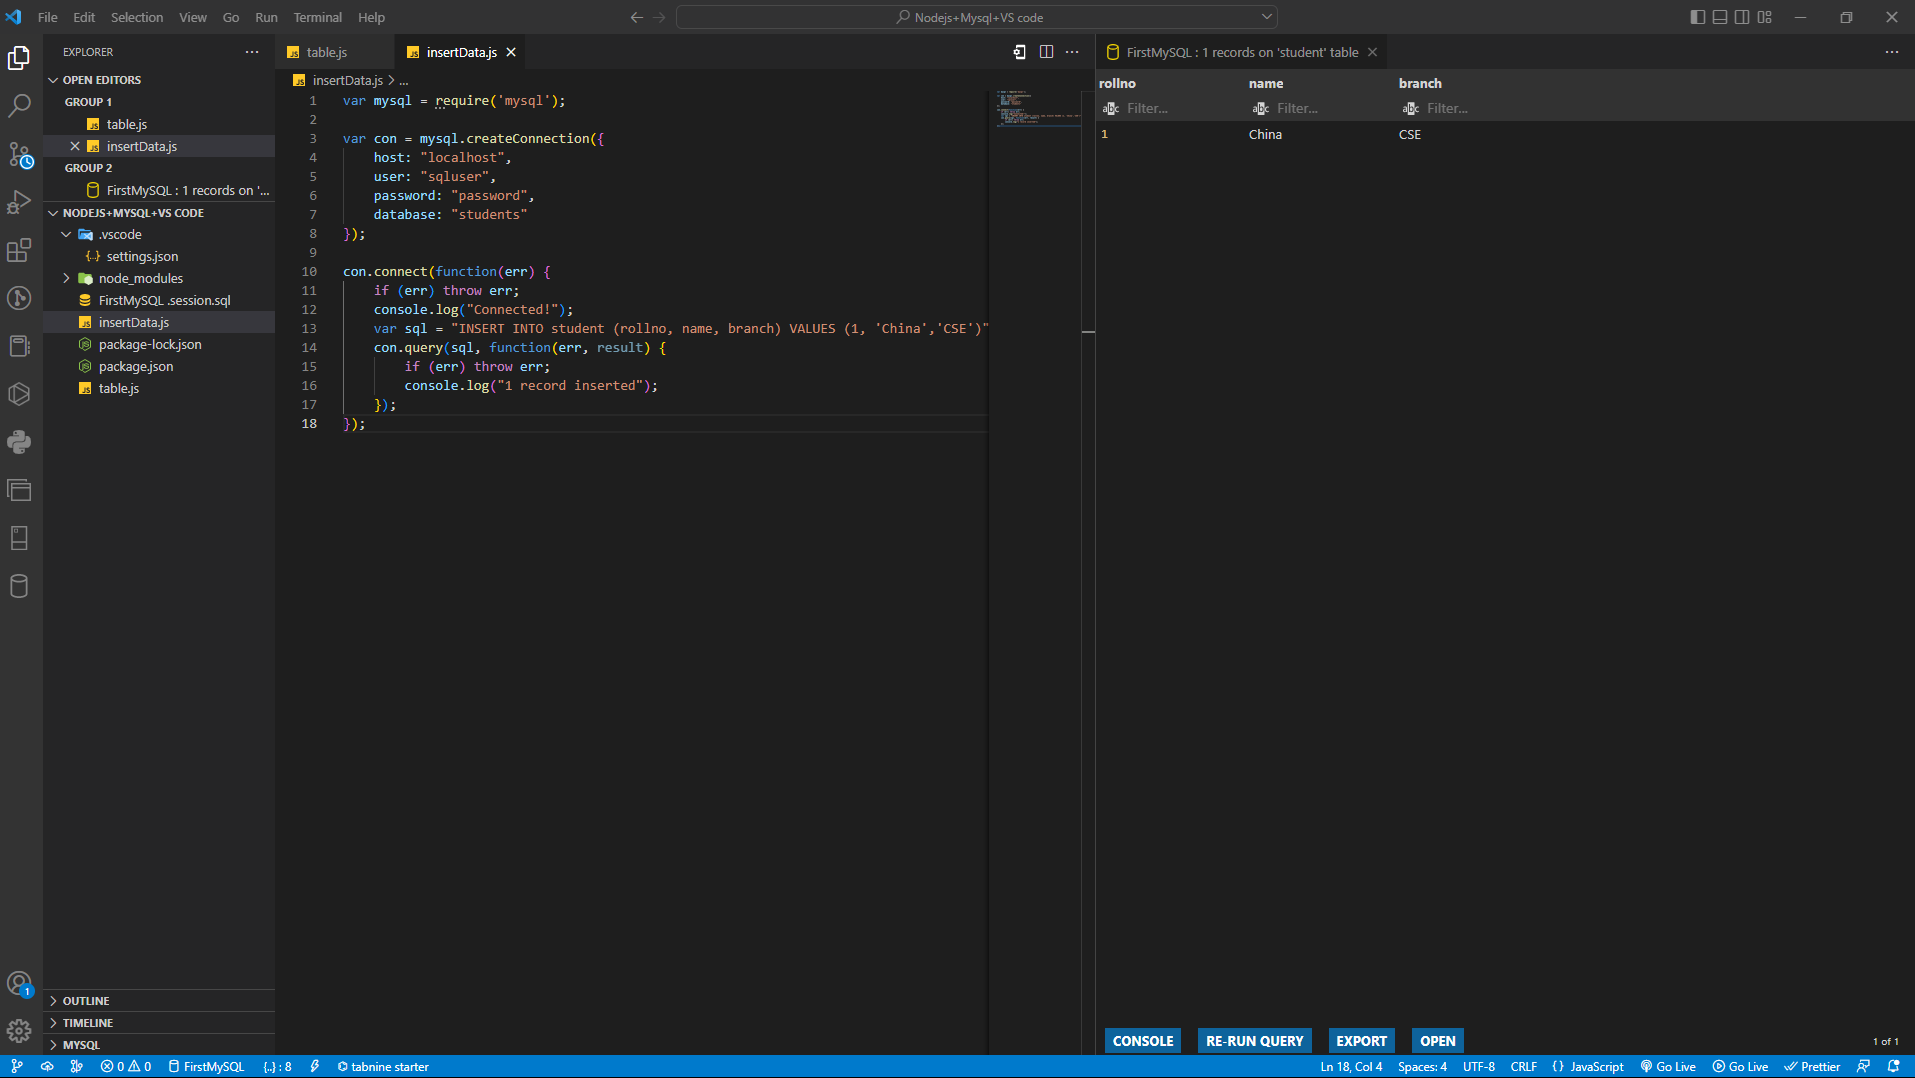 File Edit Selection View Go Run Terminal Help
Nodejs+Mysql+VS code
EXPLORER
OPEN EDITORS
GROUP 1
table.js
insertData.js
GROUP 2
FirstMySQL : 1 records on '...
NODEJS+MYSQL+VS CODE
.vscode
settings.json
node_modules
FirstMySQL .session.sql
insertData.js
package-lock.json
package.json
table.js
OUTLINE
TIMELINE
MYSQL
1
table.js insertData.js
insertData.js > ...
1 var mysql = require('mysql');
2
3 var con = mysql.createConnection({
4 host: "localhost",
5 user: "sqluser",
6 password: "password",
7 database: "students"
8 });
9
10 con.connect(function(err) {
11 if (err) throw err;
12 console.log("Connected!");
13 var sql = "INSERT INTO student (rollno, name, branch) VALUES (1, 'China','CSE')"
14 con.query(sql, function(err, result) {
15 if (err) throw err;
16 console.log("1 record inserted");
17 });
18 });
FirstMySQL : 1 records on 'student' table
rollno name branch
abc Filter... abc Filter... abc Filter...
1 China CSE
CONSOLE RE-RUN QUERY EXPORT OPEN
1 of 1
0 0 FirstMySQL {..} : 8 tabnine starter
Ln 18, Col 4 Spaces: 4 UTF-8 CRLF {} JavaScript Go Live Go Live Prettier